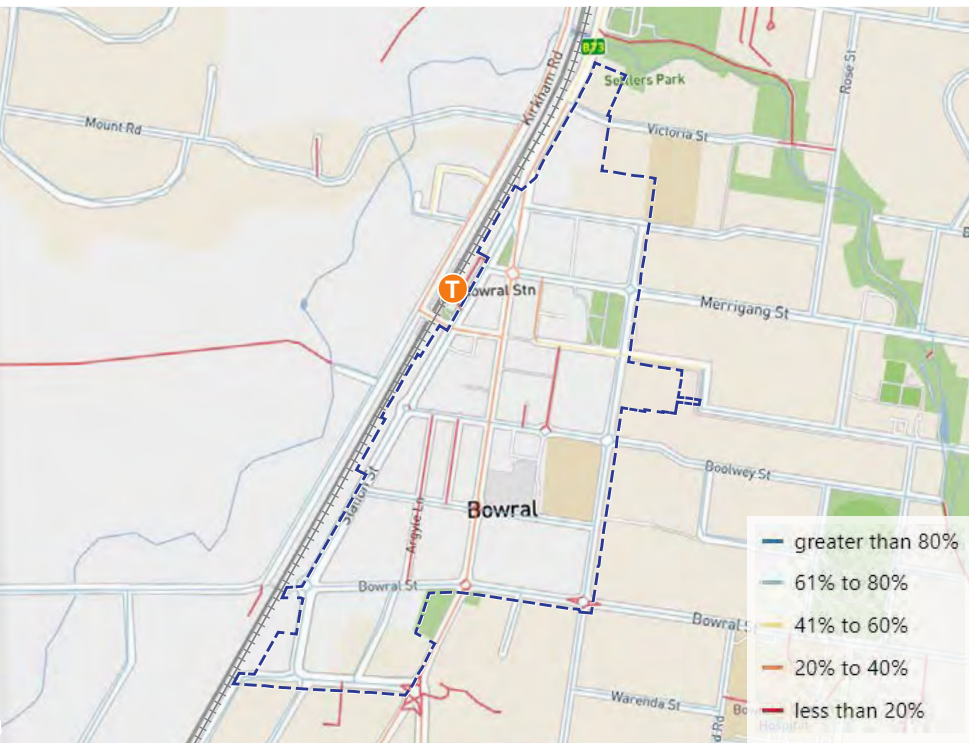 B73
Kirkham Rd
Settlers Park
Rose St
Mount Rd
Victoria St
T
Bowral Stn
Merrigang St
Boolwey St
Station St
Bowral
Argyle Ln
greater than 80%
61% to 80%
Bowral St
41% to 60%
Bowral S
20% to 40%
Warenda St
less than 20%
Hospital
d Rd